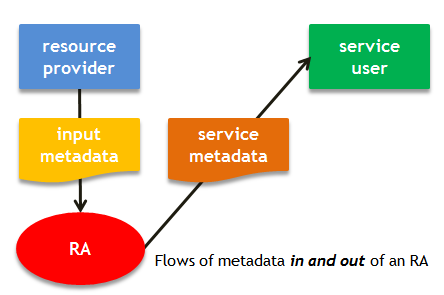 resource
provider
service
user
input
metadata
service
metadata
RA
Flows of metadata in and out of an RA